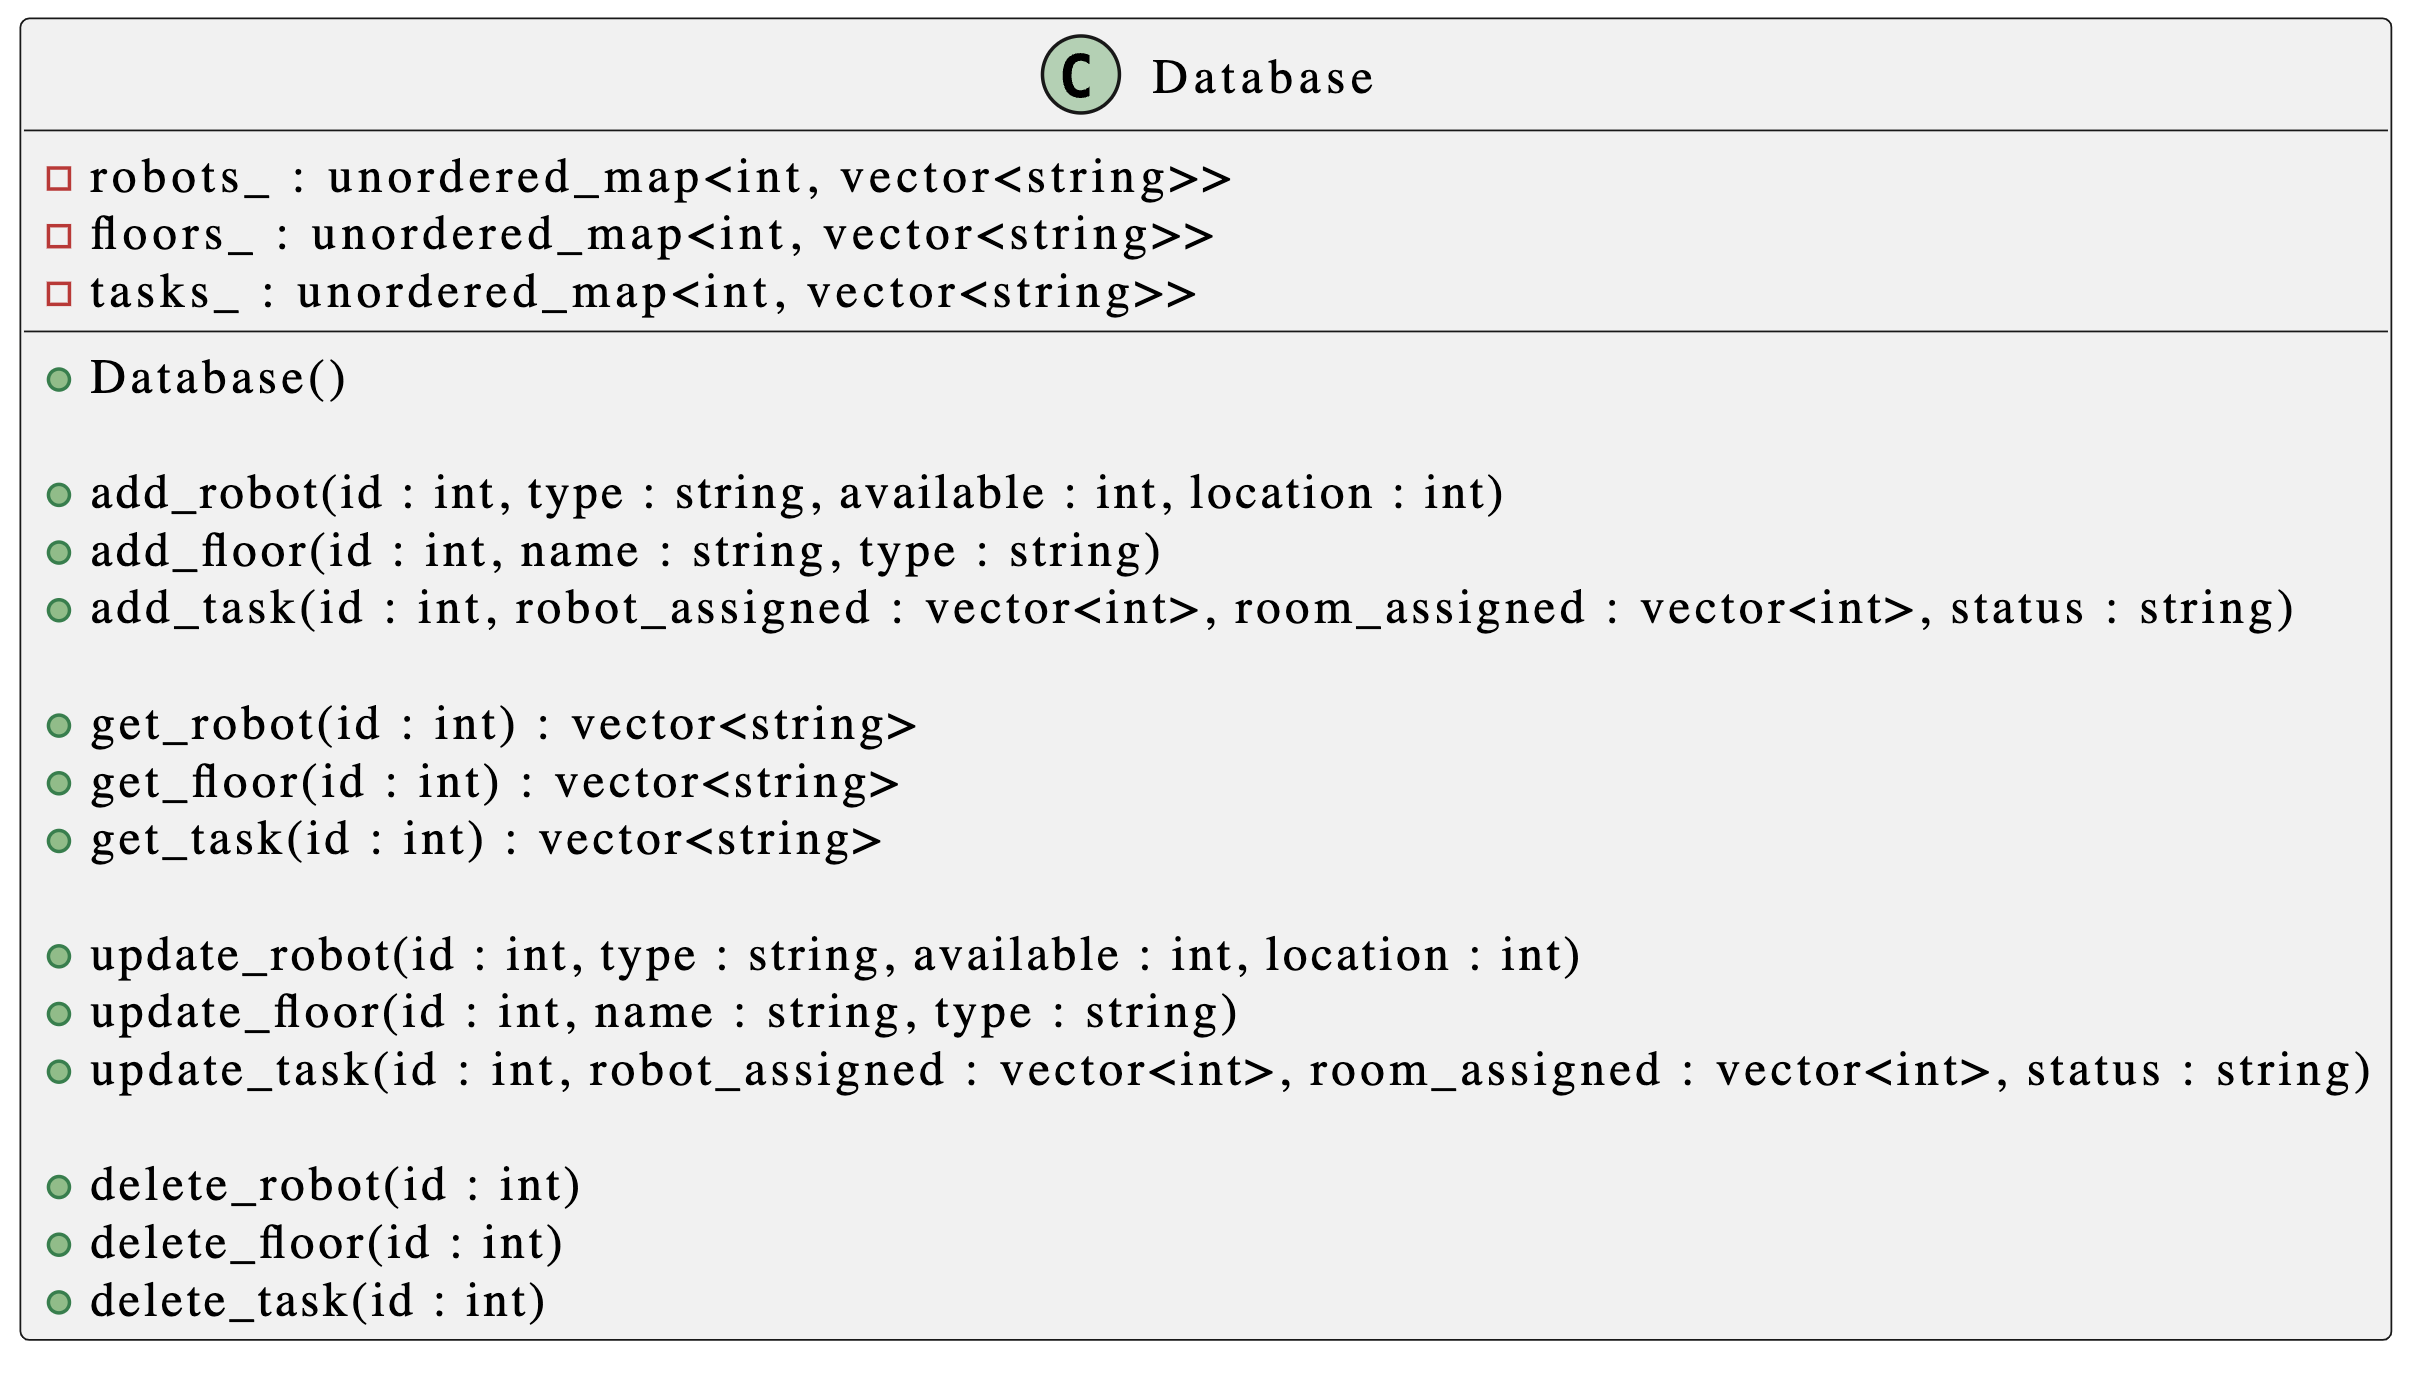 C Database
robots_ : unordered_map<int, vector<string>>
floors_ : unordered_map<int, vector<string>>
tasks_ : unordered_map<int, vector<string>>
Database()
add_robot(id : int, type : string, available : int, location : int)
add_floor(id : int, name : string, type : string)
add_task(id : int, robot_assigned : vector<int>, room_assigned : vector<int>, status : string)
get_robot(id : int) : vector<string>
get_floor(id : int) : vector<string>
get_task(id : int) : vector<string>
update_robot(id : int, type : string, available : int, location : int)
update_floor(id : int, name : string, type : string)
update_task(id : int, robot_assigned : vector<int>, room_assigned : vector<int>, status : string)
delete_robot(id : int)
delete_floor(id : int)
delete_task(id : int)